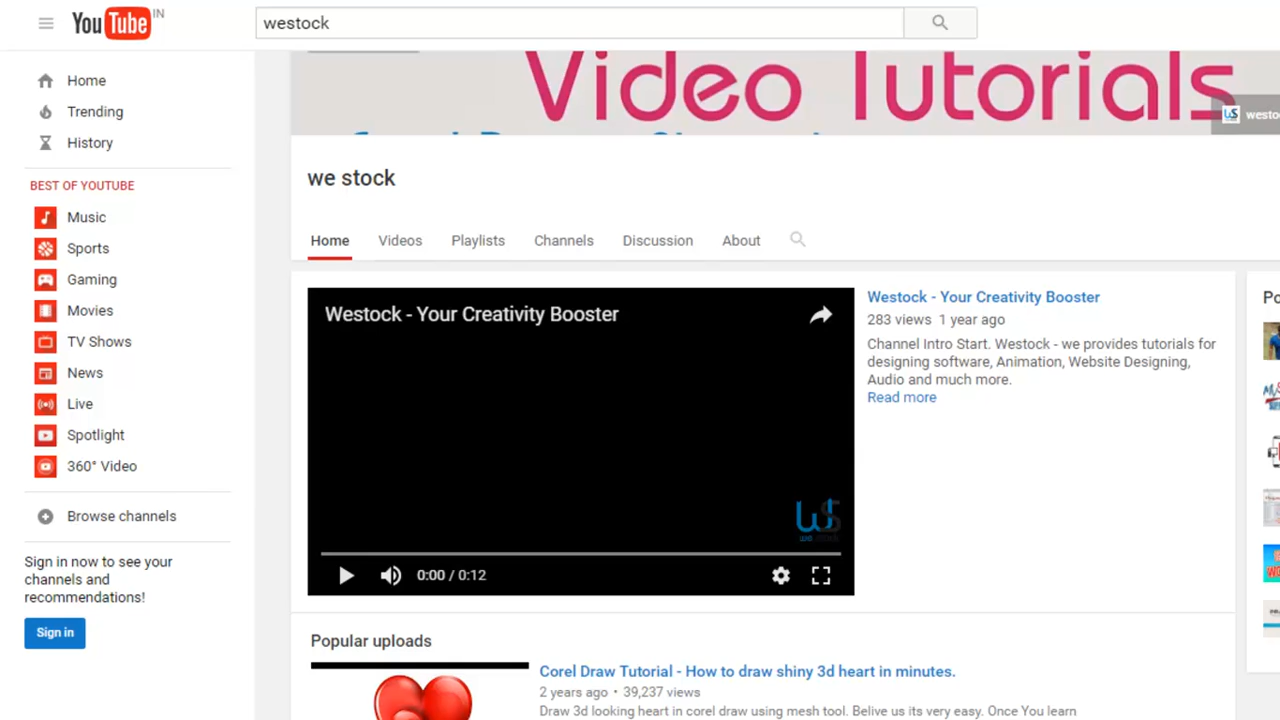 YouTube IN
westock
Video Tutorials
westo
we stock
Home
Trending
History
BEST OF YOUTUBE
Music
Sports
Gaming
Movies
TV Shows
News
Live
Spotlight
360° Video
Browse channels
Sign in now to see your
channels and
recommendations!
Sign in
Home Videos Playlists Channels Discussion About
Westock - Your Creativity Booster
we stock
0:00 / 0:12
Westock - Your Creativity Booster
283 views 1 year ago
Channel Intro Start. Westock - we provides tutorials for
designing software, Animation, Website Designing,
Audio and much more.
Read more
Po
Popular uploads
Corel Draw Tutorial - How to draw shiny 3d heart in minutes.
2 years ago • 39,237 views
Draw 3d looking heart in corel draw using mesh tool. Belive us its very easy. Once You learn